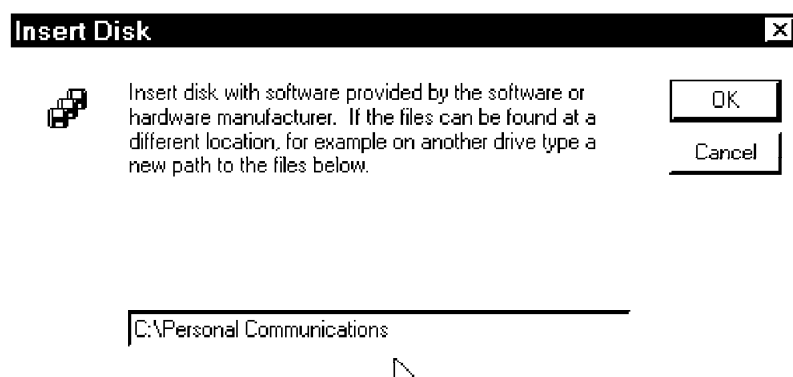 Insert Disk
Insert disk with software provided by the software or
hardware manufacturer. If the files can be found at a
different location, for example on another drive type a
new path to the files below.
OK
Cancel
C:\Personal Communications